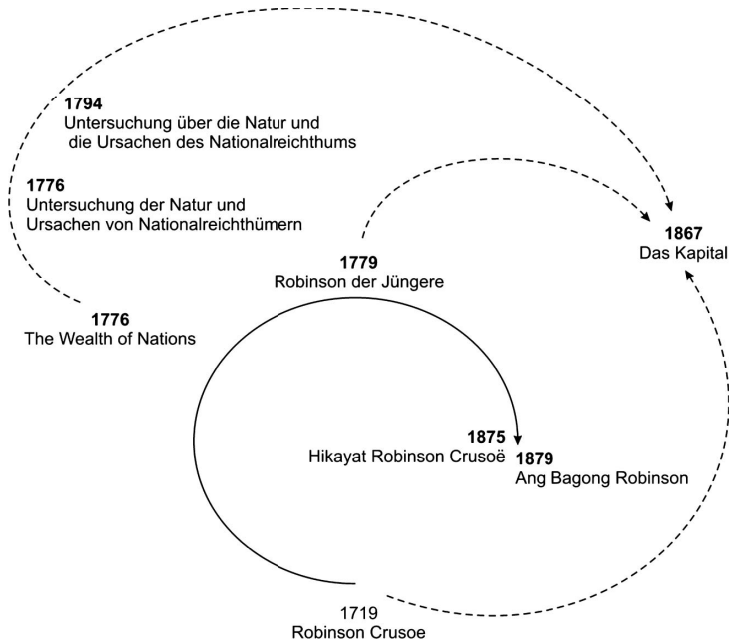 1794
Untersuchung über die Natur und
die Ursachen des Nationalreichthums
1776
Untersuchung der Natur und
Ursachen von Nationalreichthümern
1867
Das Kapital
1779
Robinson der Jüngere
1776
The Wealth of Nations
1875
Hikayat Robinson Crusoë
1879
Ang Bagong Robinson
1719
Robinson Crusoe